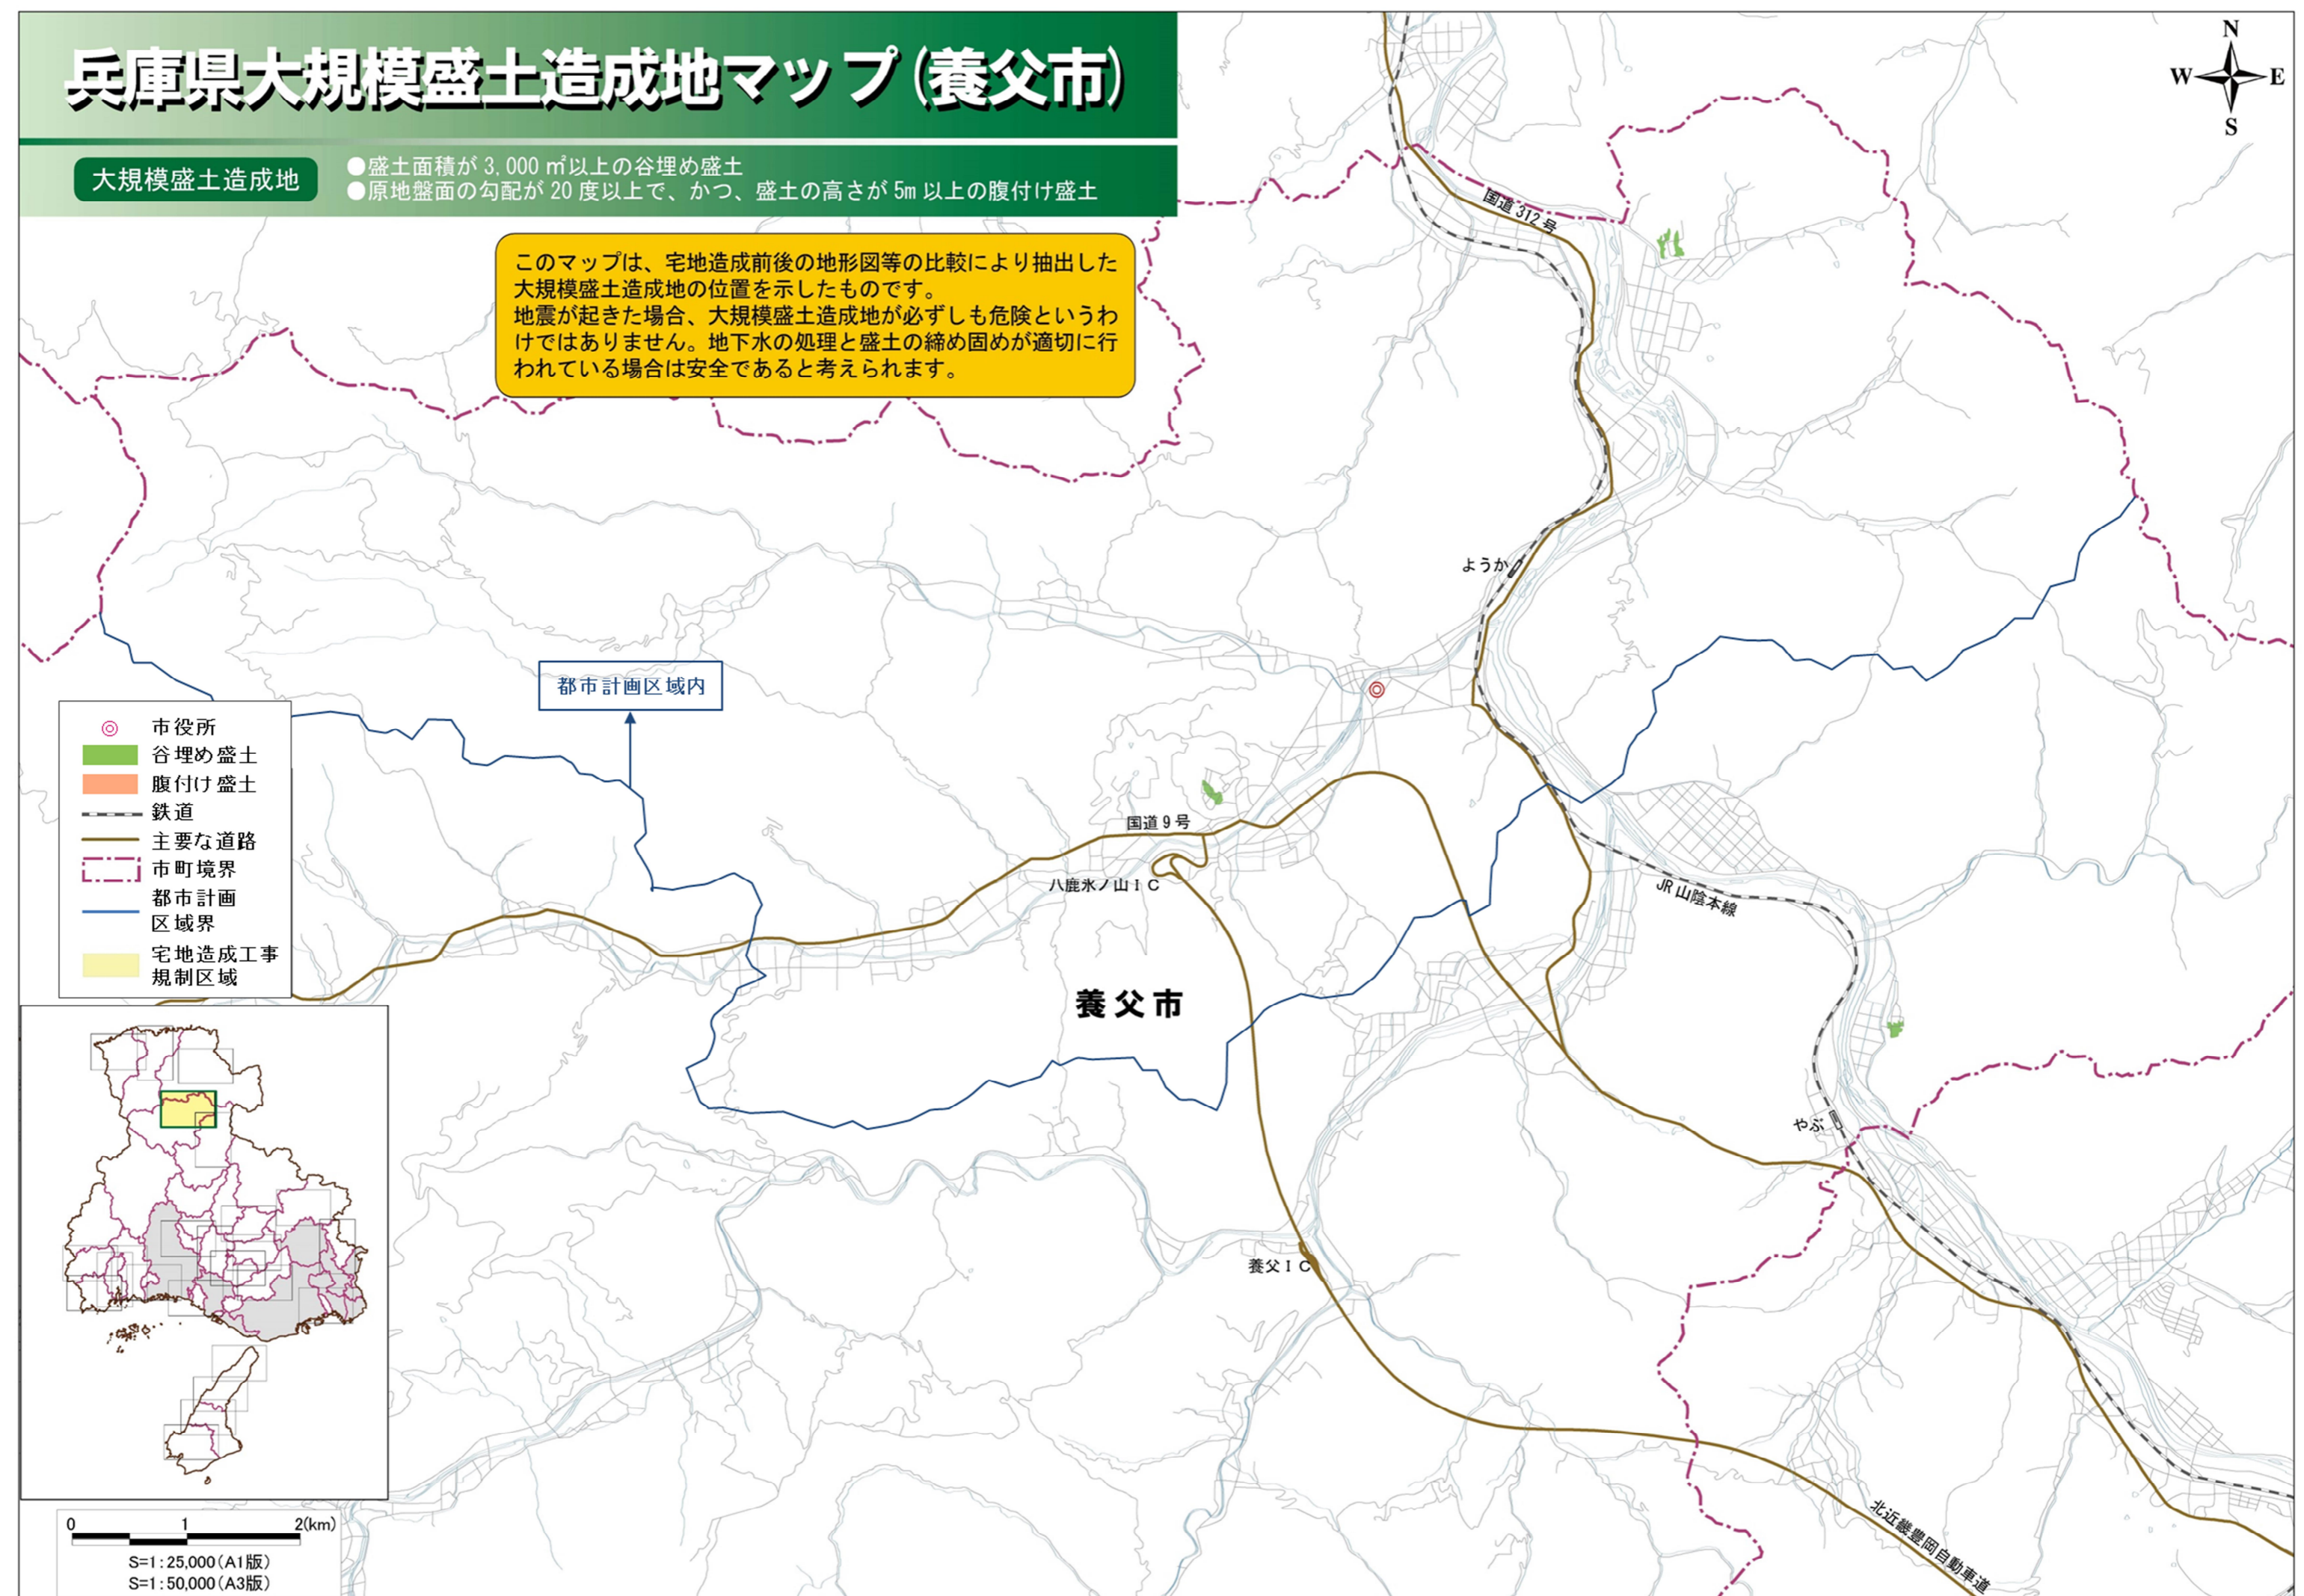 兵庫県大規模盛土造成地マップ(養父市)
大規模盛土造成地
●盛土面積が3,000㎡以上の谷埋め盛土
●原地盤面の勾配が20度以上で、かつ、盛土の高さが5m以上の腹付け盛土
このマップは、宅地造成前後の地形図等の比較により抽出した
大規模盛土造成地の位置を示したものです。
地震が起きた場合、大規模盛土造成地が必ずしも危険というわ
けではありません。地下水の処理と盛土の締め固めが適切に行
われている場合は安全であると考えられます。
N
W
E
S
国道312号
ようか
都市計画区域内
国道9号
八鹿氷ノ山IC
JR山陰本線
養父市
やぶ
養父IC
北近畿豊岡自動車道
市役所
谷埋め盛土
腹付け盛土
鉄道
主要な道路
市町境界
都市計画
区域界
宅地造成工事
規制区域
0 1 2(km)
S=1:25,000(A1版)
S=1:50,000(A3版)